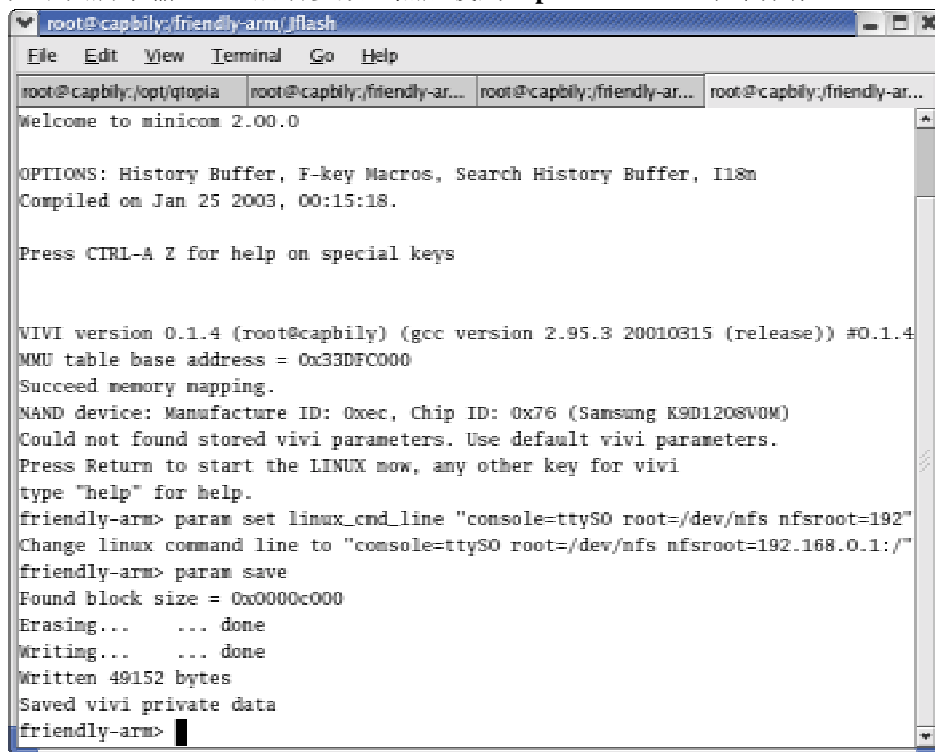 root@capbily:/friendly-arm/Jflash
File Edit View Terminal Go Help
root@capbily:/opt/qtopia root@capbily:/friendly-ar... root@capbily:/friendly-ar... root@capbily:/friendly-ar...
Welcome to minicom 2.00.0
OPTIONS: History Buffer, F-key Macros, Search History Buffer, I18n
Compiled on Jan 25 2003, 00:15:18.
Press CTRL-A Z for help on special keys
VIVI version 0.1.4 (root@capbily) (gcc version 2.95.3 20010315 (release)) #0.1.4
MMU table base address = 0x33DFC000
Succeed memory mapping.
NAND device: Manufacture ID: 0xec, Chip ID: 0x76 (Samsung K9D1208V0M)
Could not found stored vivi parameters. Use default vivi parameters.
Press Return to start the LINUX now, any other key for vivi
type "help" for help.
friendly-arm> param set linux_cmd_line "console=ttyS0 root=/dev/nfs nfsroot=192"
Change linux command line to "console=ttyS0 root=/dev/nfs nfsroot=192.168.0.1:/"
friendly-arm> param save
Found block size = 0x0000c000
Erasing... ... done
Writing... ... done
Written 49152 bytes
Saved vivi private data
friendly-arm>